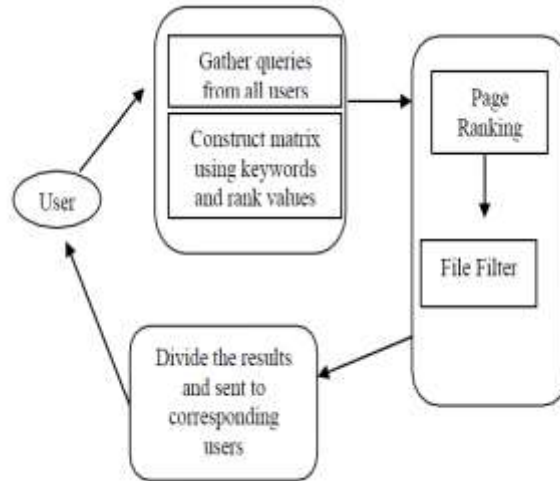 Gather queries
from all users
Construct matrix
using keywords
and rank values
Page
Ranking
User
File Filter
Divide the results
and sent to
corresponding
users